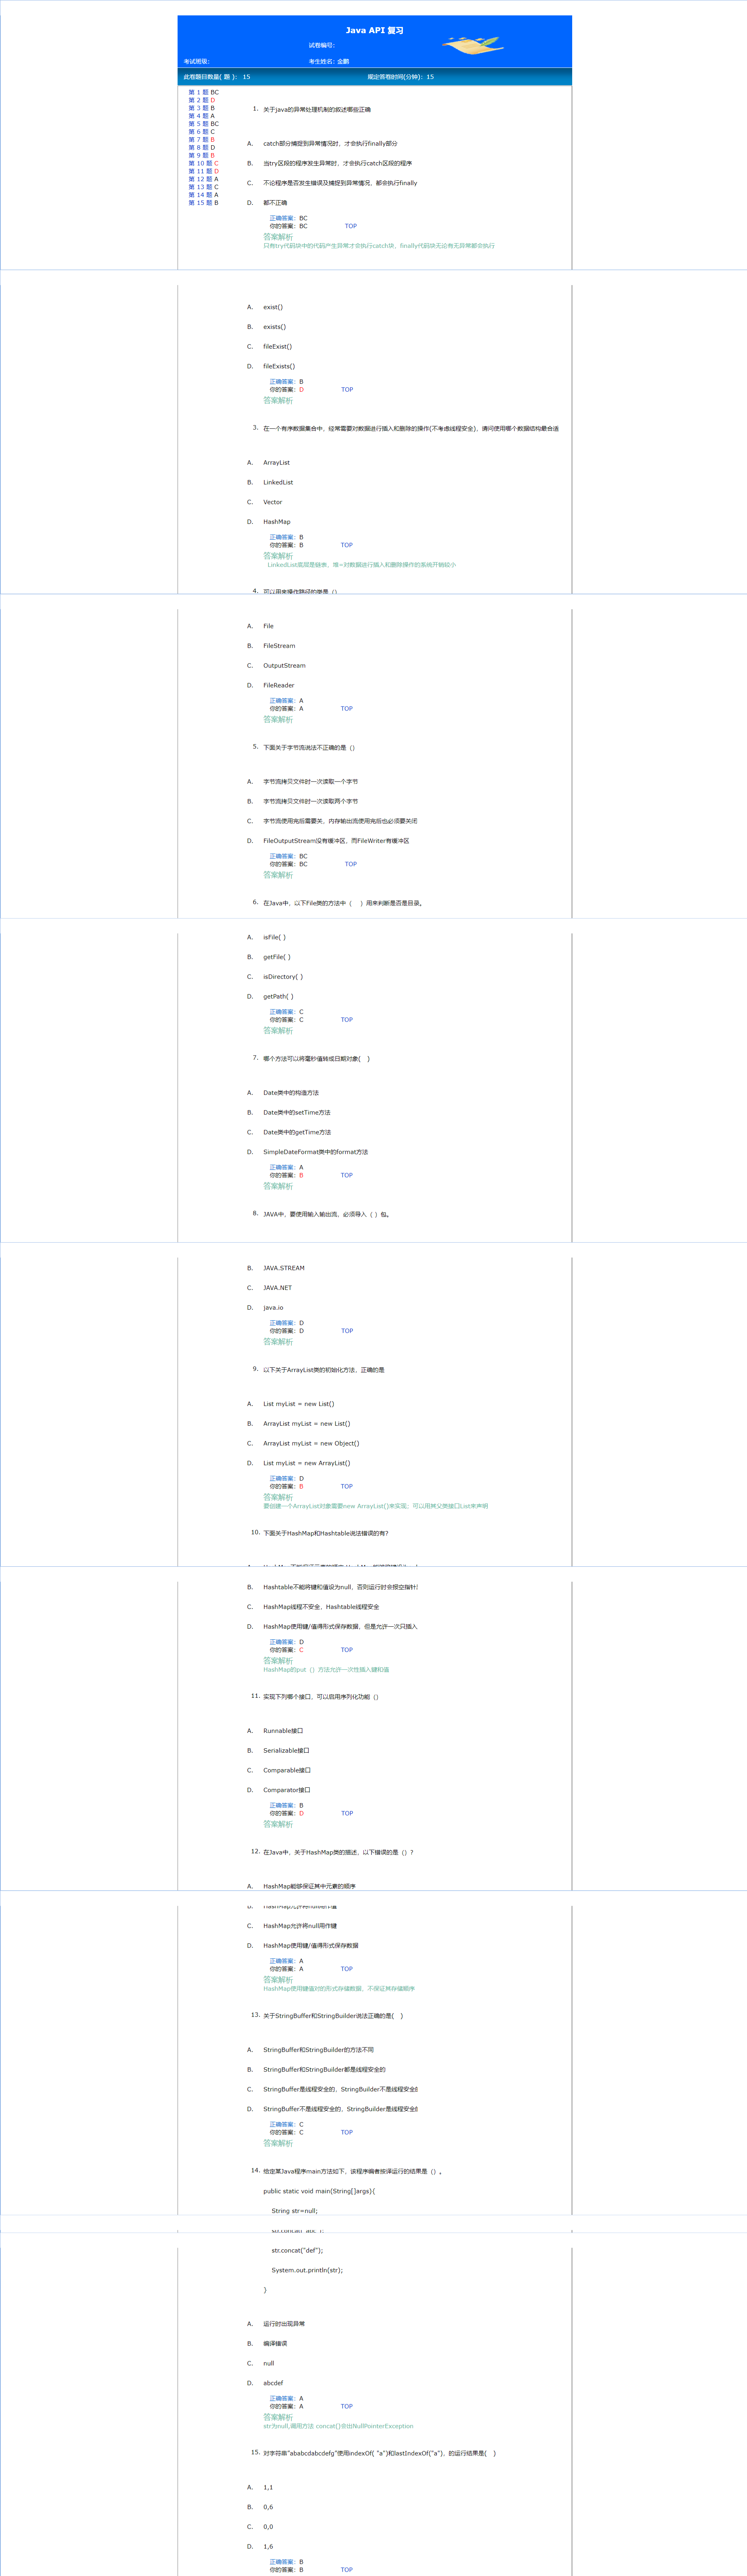 Java API 复习
试卷编号:
考试班级: 考生姓名: 金鹏
此卷题目数量( 题 ): 15 规定答卷时间(分钟): 15
第 1 题 BC
第 2 题 D
第 3 题 B
第 4 题 A
第 5 题 BC
第 6 题 C
第 7 题 B
第 8 题 D
第 9 题 B
第 10 题 C
第 11 题 D
第 12 题 A
第 13 题 C
第 14 题 A
第 15 题 B
1. 关于java的异常处理机制的叙述哪些正确
A. catch部分捕捉到异常情况时，才会执行finally部分
B. 当try区段的程序发生异常时，才会执行catch区段的程序
C. 不论程序是否发生错误及捕捉到异常情况，都会执行finally
D. 都不正确
正确答案: BC
你的答案: BC TOP
答案解析
只有try代码块中的代码产生异常才会执行catch块，finally代码块无论有无异常都会执行
A. exist()
B. exists()
C. fileExist()
D. fileExists()
正确答案: B
你的答案: D TOP
答案解析
3. 在一个有序数据集合中，经常需要对数据进行插入和删除的操作(不考虑线程安全)，请问使用哪个数据结构最合适
A. ArrayList
B. LinkedList
C. Vector
D. HashMap
正确答案: B
你的答案: B TOP
答案解析
LinkedList底层是链表，增=对数据进行插入和删除操作的系统开销较小
4. 可以用来操作路径的类是（）
A. File
B. FileStream
C. OutputStream
D. FileReader
正确答案: A
你的答案: A TOP
答案解析
5. 下面关于字节流说法不正确的是（）
A. 字节流拷贝文件时一次读取一个字节
B. 字节流拷贝文件时一次读取两个字节
C. 字节流使用完后需要关，内存输出流使用完后也必须要关闭
D. FileOutputStream没有缓冲区，而FileWriter有缓冲区
正确答案: BC
你的答案: BC TOP
答案解析
6. 在Java中，以下File类的方法中（ ）用来判断是否是目录。
A. isFile( )
B. getFile( )
C. isDirectory( )
D. getPath( )
正确答案: C
你的答案: C TOP
答案解析
7. 哪个方法可以将毫秒值转成日期对象( )
A. Date类中的构造方法
B. Date类中的setTime方法
C. Date类中的getTime方法
D. SimpleDateFormat类中的format方法
正确答案: A
你的答案: B TOP
答案解析
8. JAVA中，要使用输入输出流，必须导入（ ）包。
B. JAVA.STREAM
C. JAVA.NET
D. java.io
正确答案: D
你的答案: D TOP
答案解析
9. 以下关于ArrayList类的初始化方法，正确的是
A. List myList = new List()
B. ArrayList myList = new List()
C. ArrayList myList = new Object()
D. List myList = new ArrayList()
正确答案: D
你的答案: B TOP
答案解析
要创建一个ArrayList对象需要new ArrayList()来实现；可以用其父类接口List来声明
10. 下面关于HashMap和Hashtable说法错误的有?
B. Hashtable不能将键和值设为null，否则运行时会报空指针
C. HashMap线程不安全，Hashtable线程安全
D. HashMap使用键/值得形式保存数据，但是允许一次只插入
正确答案: D
你的答案: C TOP
答案解析
HashMap的put（）方法允许一次性插入键和值
11. 实现下列哪个接口，可以启用序列化功能（）
A. Runnable接口
B. Serializable接口
C. Comparable接口
D. Comparator接口
正确答案: B
你的答案: D TOP
答案解析
12. 在Java中，关于HashMap类的描述，以下错误的是（）?
A. HashMap能够保证其中元素的顺序
B. HashMap允许将null用作值
C. HashMap允许将null用作键
D. HashMap使用键/值得形式保存数据
正确答案: A
你的答案: A TOP
答案解析
HashMap使用键值对的形式存储数据，不保证其存储顺序
13. 关于StringBuffer和StringBuilder说法正确的是( )
A. StringBuffer和StringBuilder的方法不同
B. StringBuffer和StringBuilder都是线程安全的
C. StringBuffer是线程安全的，StringBuilder不是线程安全
D. StringBuffer不是线程安全的，StringBuilder是线程安全
正确答案: C
你的答案: C TOP
答案解析
14. 给定某Java程序main方法如下，该程序编者按译运行的结果是（）。
public static void main(String[]args){
String str=null;
str.concat("abc");
str.concat("def");
System.out.println(str);
}
A. 运行时出现异常
B. 编译错误
C. null
D. abcdef
正确答案: A
你的答案: A TOP
答案解析
str为null,调用方法 concat()会出NullPointerException
15. 对字符串"ababcdabcdefg"使用indexOf( "a")和lastIndexOf("a")，的运行结果是( )
A. 1,1
B. 0,6
C. 0,0
D. 1,6
正确答案: B
你的答案: B TOP